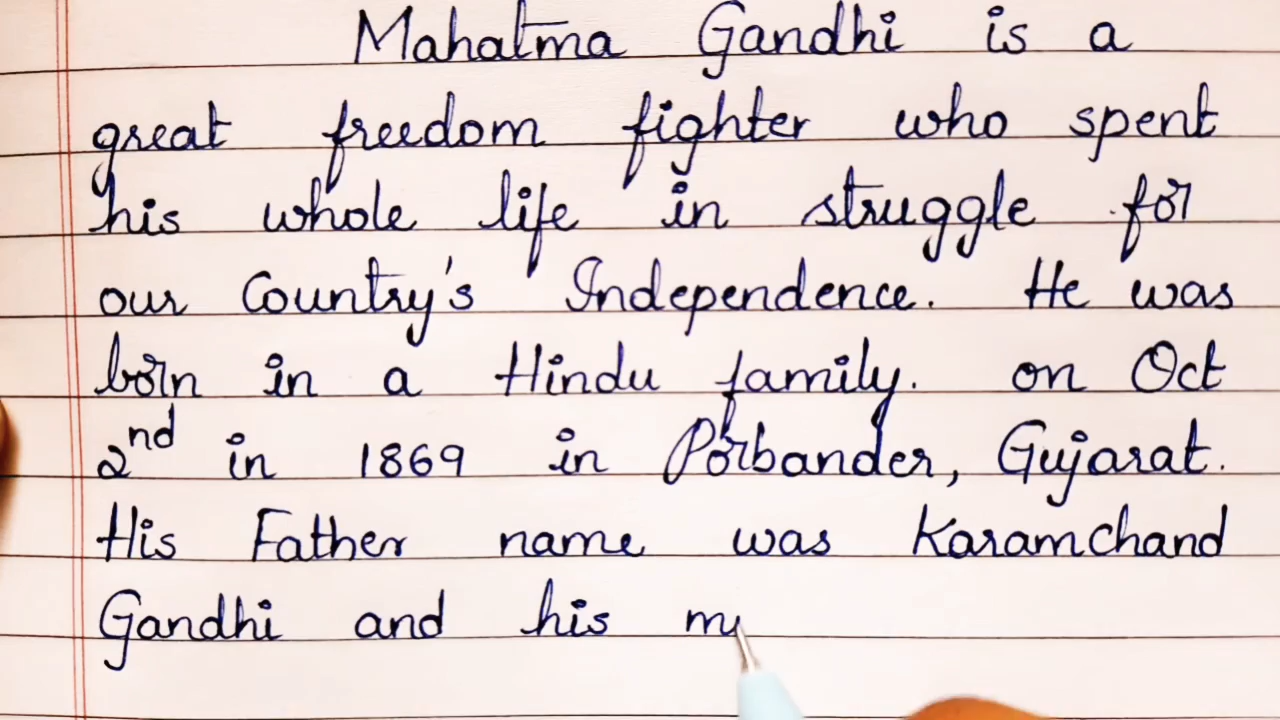 Mahatma Gandhi is a
great freedom fighter who spent
his whole life in struggle for
our Country's Independence. He was
born in a Hindu family. on Oct
2nd in 1869 in Porbander, Gujarat.
His Father name was Karamchand
Gandhi and his m